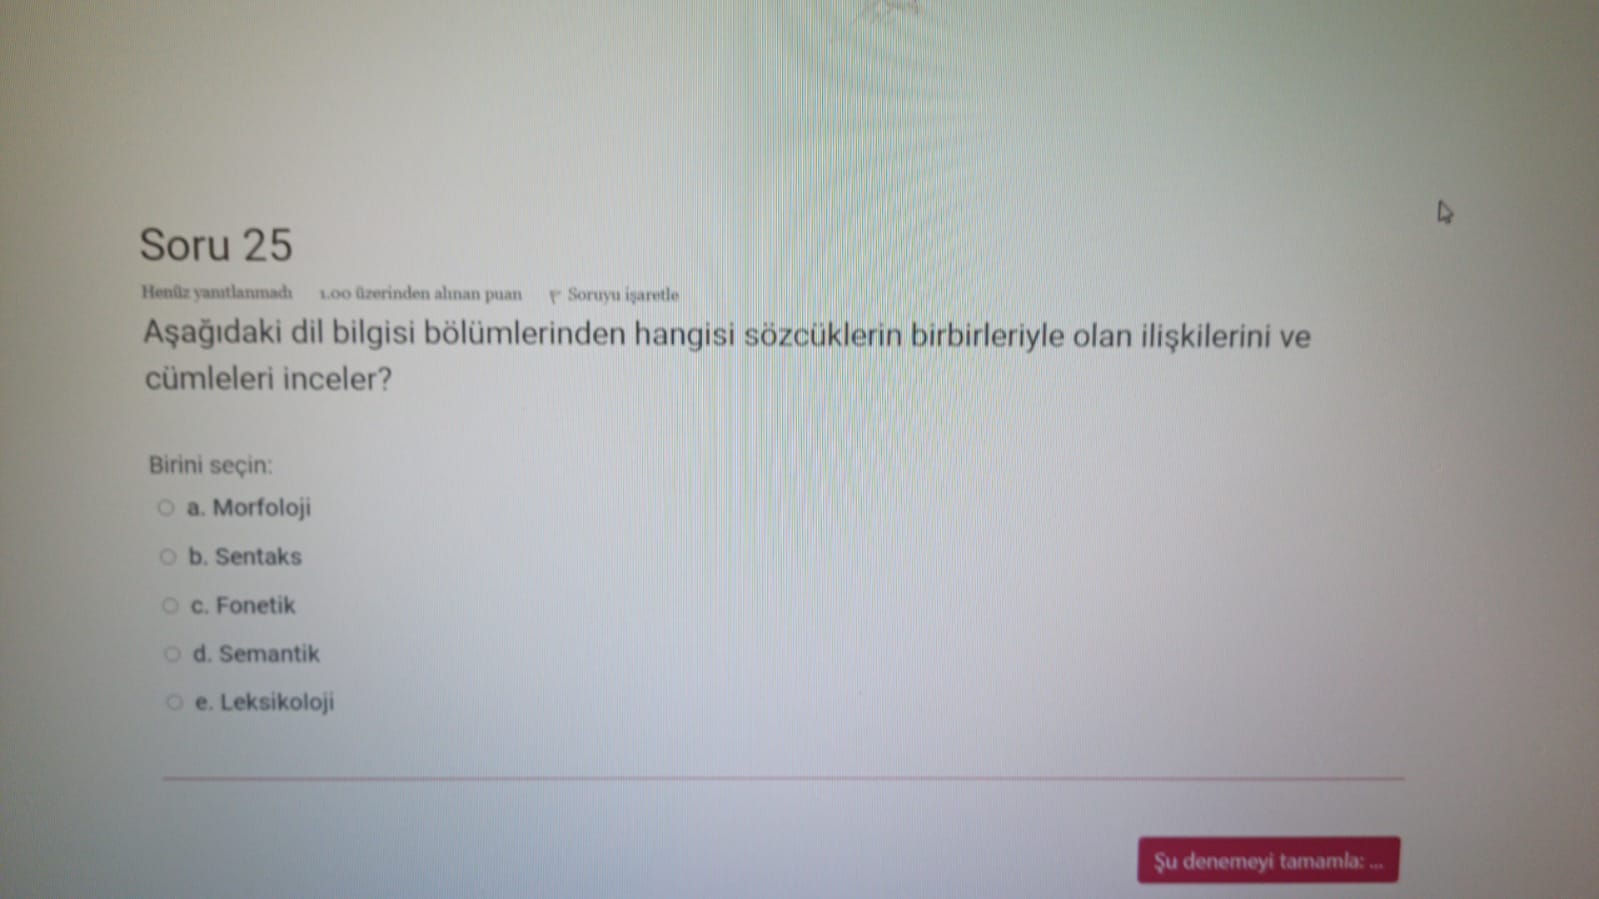 Soru 25
Henüz yanıtlanmadı 1.00 üzerinden alınan puan Soruyu işaretle
Aşağıdaki dil bilgisi bölümlerinden hangisi sözcüklerin birbirleriyle olan ilişkilerini ve
cümleleri inceler?
Birini seçin:
a. Morfoloji
b. Sentaks
c. Fonetik
d. Semantik
e. Leksikoloji
Şu denemeyi tamamla: ...